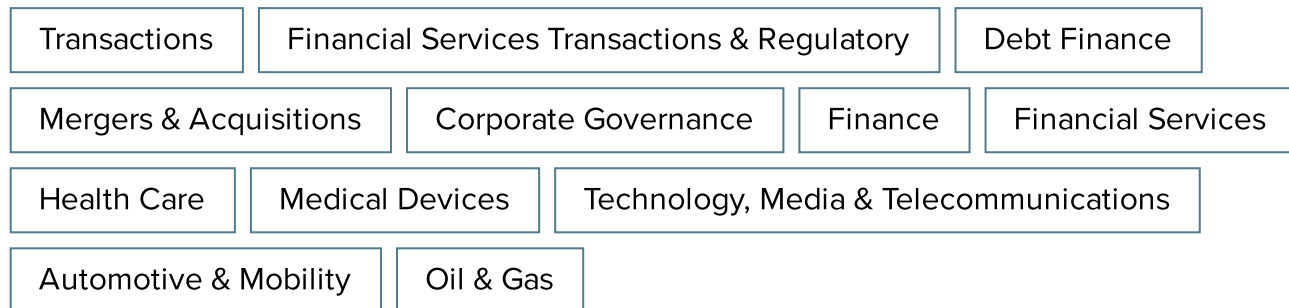 Transactions Financial Services Transactions & Regulatory Debt Finance
Mergers & Acquisitions Corporate Governance Finance Financial Services
Health Care Medical Devices Technology, Media & Telecommunications
Automotive & Mobility Oil & Gas